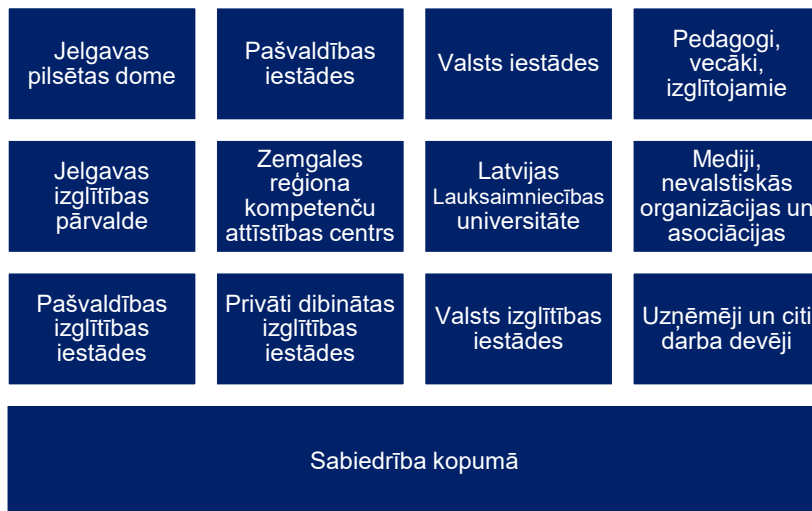 Jelgavas
pilsētas dome
Pašvaldības
iestādes
Valsts iestādes
Pedagogi,
vecāki,
izglītojamie
Jelgavas
izglītības
pārvalde
Zemgales
reģiona
kompetenču
attīstības centrs
Latvijas
Lauksaimniecības
universitāte
Mediji,
nevalstiskās
organizācijas un
asociācijas
Pašvaldības
izglītības
iestādes
Privāti dibinātas
izglītības
iestādes
Valsts izglītības
iestādes
Uzņēmēji un citi
darba devēji
Sabiedrība kopumā